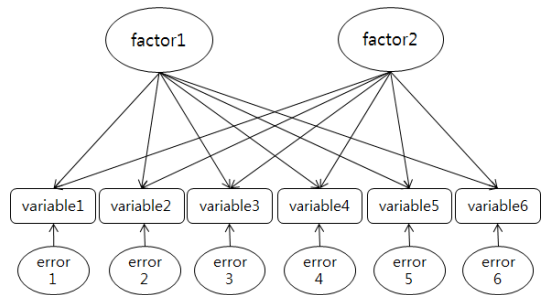 factor1
factor2
variable1
variable2
variable3
variable4
variable5
variable6
error
1
error
2
error
3
error
4
error
5
error
6